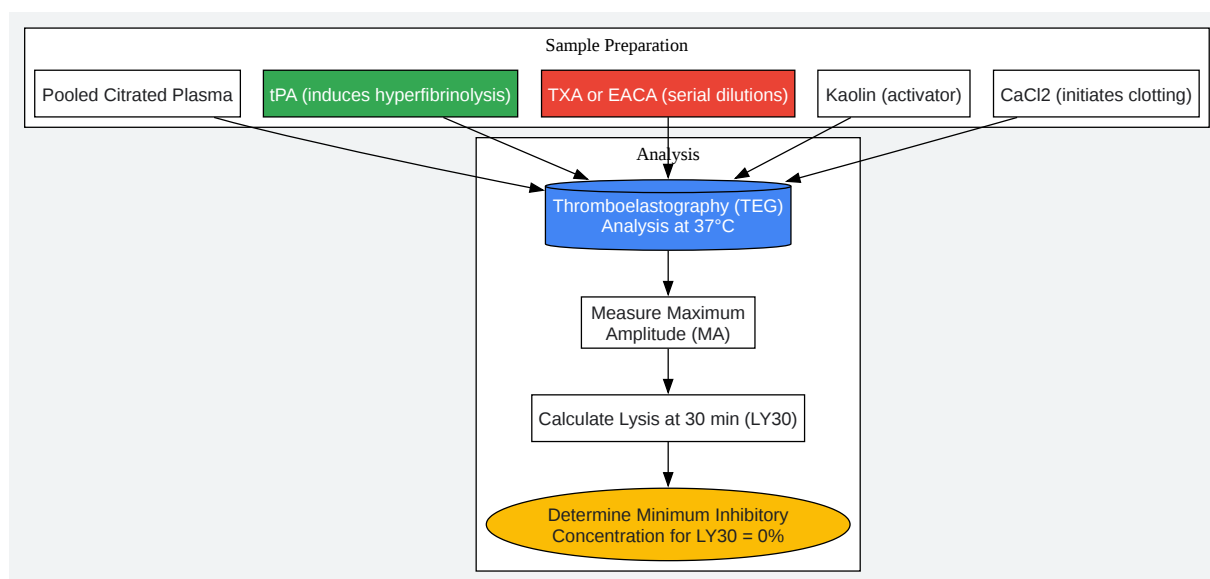 Sample Preparation
Pooled Citrated Plasma
tPA (induces hyperfibrinolysis)
TXA or EACA (serial dilutions)
Kaolin (activator)
CaCl2 (initiates clotting)
Analysis
Thromboelastography (TEG)
Analysis at 37°C
Measure Maximum
Amplitude (MA)
Calculate Lysis at 30 min (LY30)
Determine Minimum Inhibitory
Concentration for LY30 = 0%